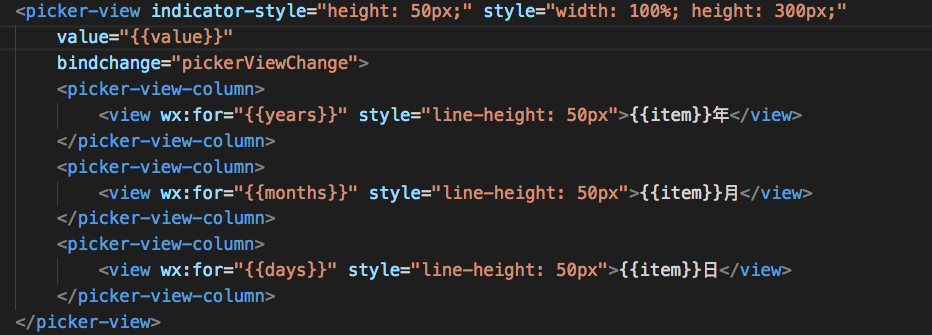 <picker-view indicator-style="height: 50px;" style="width: 100%; height: 300px;"
    value="{{value}}"
    bindchange="pickerViewChange">
    <picker-view-column>
        <view wx:for="{{years}}" style="line-height: 50px">{{item}}年</view>
    </picker-view-column>
    <picker-view-column>
        <view wx:for="{{months}}" style="line-height: 50px">{{item}}月</view>
    </picker-view-column>
    <picker-view-column>
        <view wx:for="{{days}}" style="line-height: 50px">{{item}}日</view>
    </picker-view-column>
</picker-view>